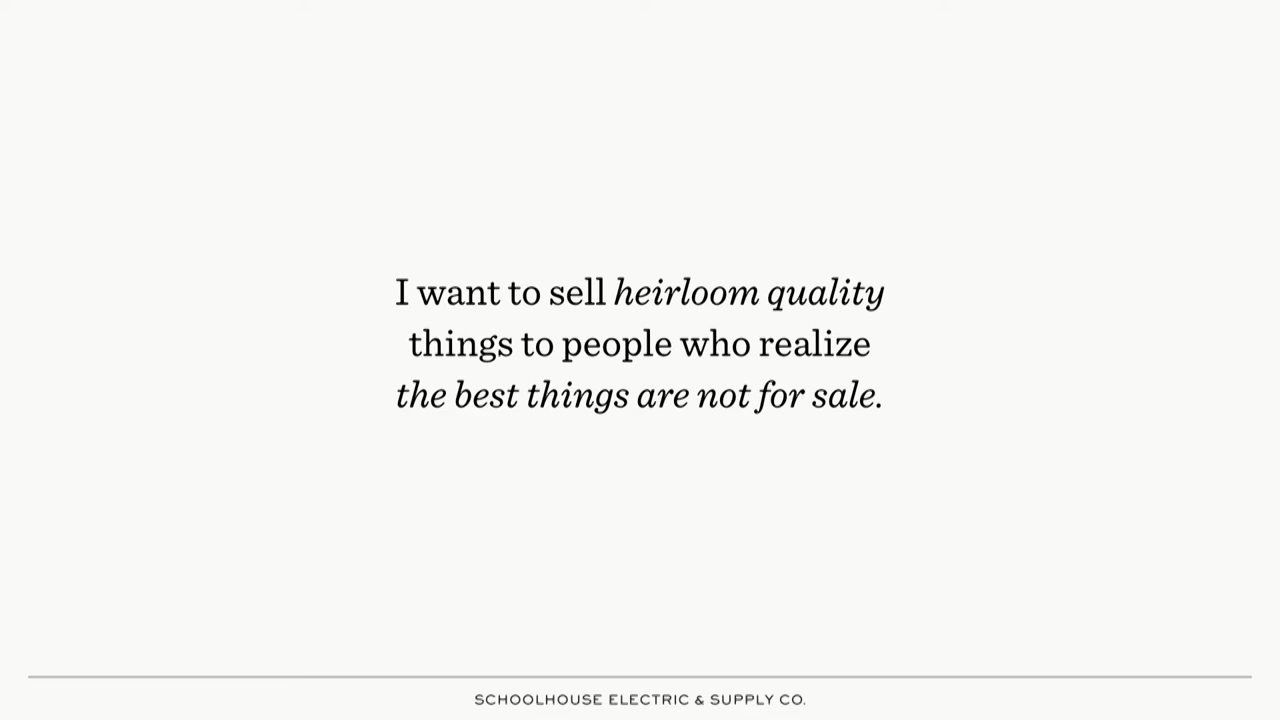 I want to sell heirloom quality
things to people who realize
the best things are not for sale.
SCHOOLHOUSE ELECTRIC & SUPPLY CO.